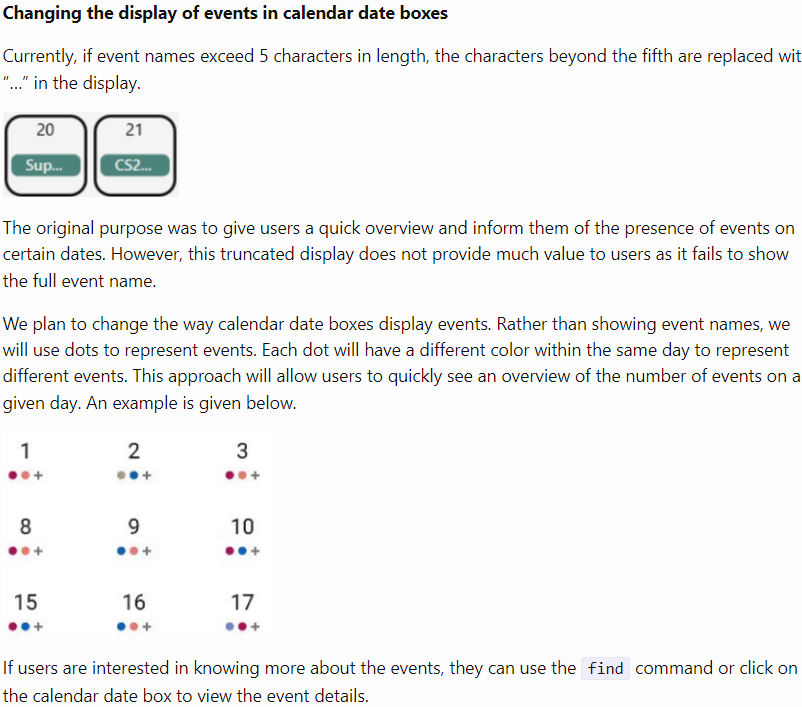 Changing the display of events in calendar date boxes
Currently, if event names exceed 5 characters in length, the characters beyond the fifth are replaced wit
"..." in the display.
20 21
Sup... CS2...
The original purpose was to give users a quick overview and inform them of the presence of events on
certain dates. However, this truncated display does not provide much value to users as it fails to show
the full event name.
We plan to change the way calendar date boxes display events. Rather than showing event names, we
will use dots to represent events. Each dot will have a different color within the same day to represent
different events. This approach will allow users to quickly see an overview of the number of events on a
given day. An example is given below.
1 2 3
+ + +
8 9 10
+ + +
15 16 17
+ + +
If users are interested in knowing more about the events, they can use the find command or click on
the calendar date box to view the event details.